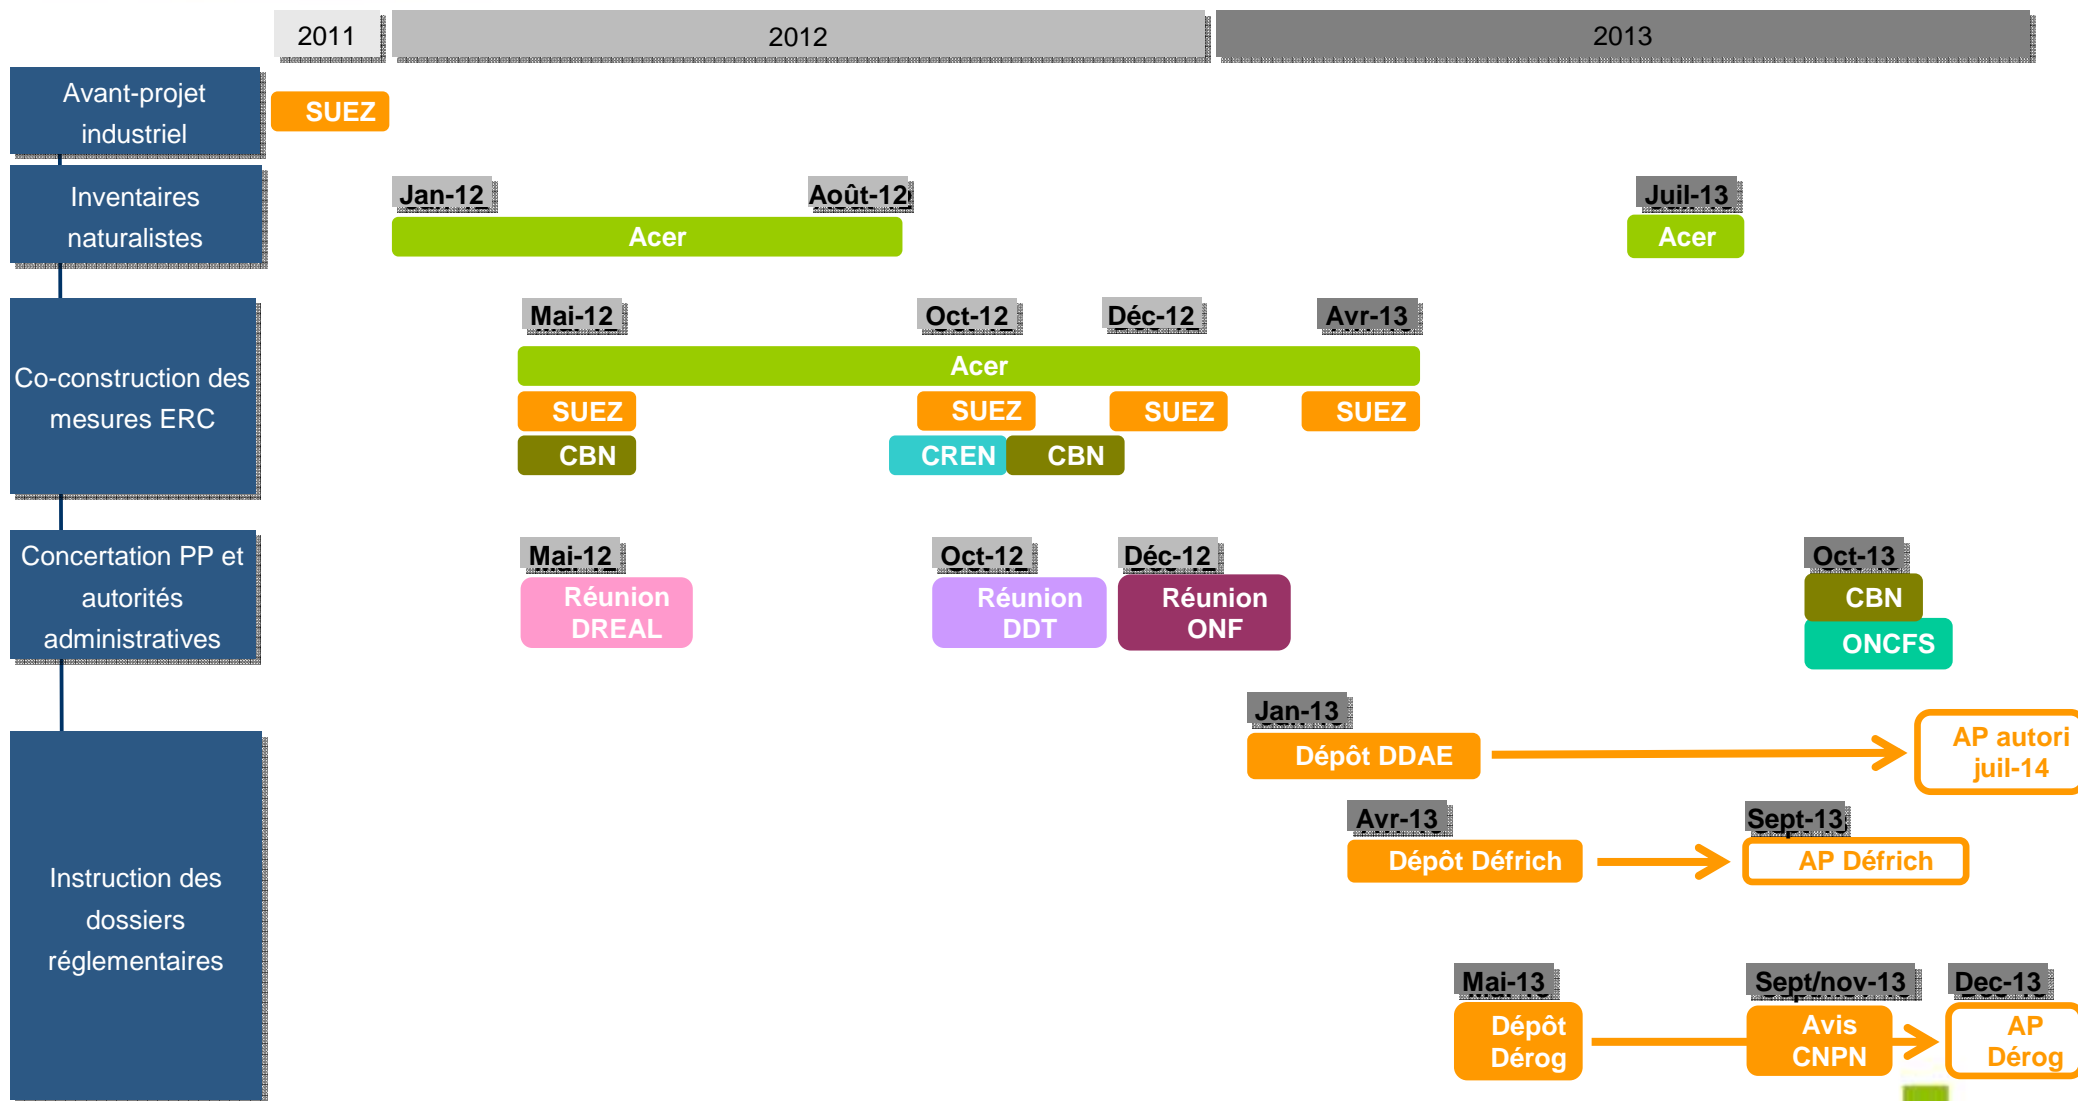 2011
2012
2013
Avant-projet
industriel
SUEZ
Inventaires
naturalistes
Jan-12
Août-12
Juil-13
Acer
Acer
Co-construction des
mesures ERC
Mai-12
Oct-12
Déc-12
Avr-13
Acer
SUEZ
SUEZ
SUEZ
SUEZ
CBN
CREN
CBN
Concertation PP et
autorités
administratives
Mai-12
Oct-12
Déc-12
Oct-13
Réunion
DREAL
Réunion
DDT
Réunion
ONF
CBN
ONCFS
Instruction des
dossiers
réglementaires
Jan-13
Dépôt DDAE
AP autori
juil-14
Avr-13
Sept-13
Dépôt Défrich
AP Défrich
Mai-13
Sept/nov-13
Dec-13
Dépôt
Dérog
Avis
CNPN
AP
Dérog